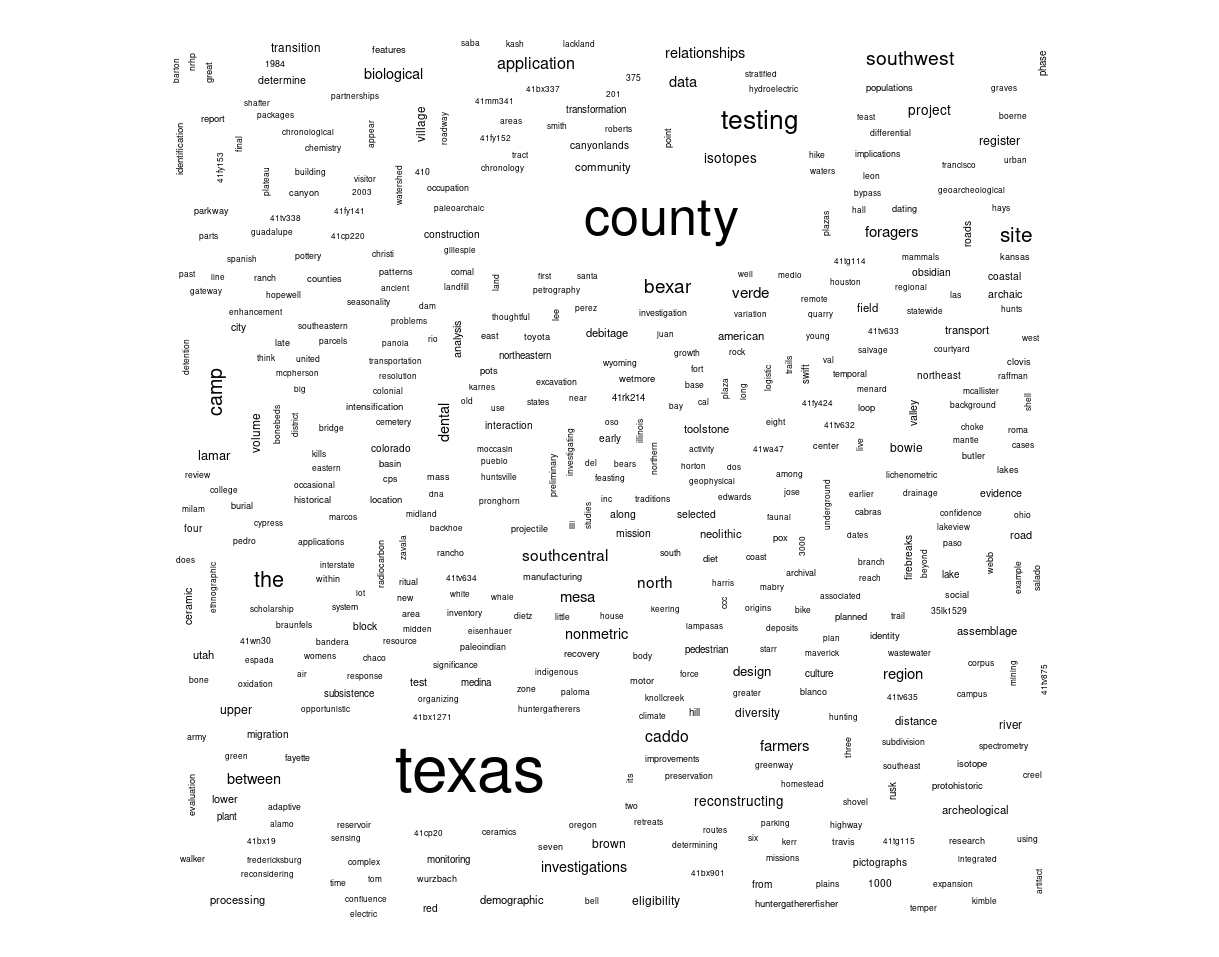 saba kash lackland
transition features relationships southwest
barton nrhp great 1984 application phase
determine biological data stratified
375 hydroelectric populations graves
partnerships 41bx337 201
shafter 41mm341 transformation project
packages village roadway areas testing feast boerne
report smith roberts
identification final chronological appear 41fy152 point differential register
chemistry canyonlands
41fy153 tract isotopes hike implications urban
plateau building watershed 410 chronology community waters francisco
visitor leon
canyon 2003 occupation bypass geoarcheological
parkway 41fy141 paleoarchaic county hall dating hays
41tv338 plazas roads
parts guadalupe 41cp220 construction foragers site
spanish pottery christi gillespie 41tg114 mammals kansas
past line ranch counties patterns comal land first santa well medio obsidian coastal
gateway ancient landfill petrography bexar verde houston regional
hopewell seasonality remote las archaic
enhancement dam thoughtful lee perez investigation variation quarry field statewide hunts
city southeastern problems analysis
late parcels panoia rio east toyota debitage juan american young 41tv633 transport west
detention think united transportation northeastern growth rock salvage courtyard
mcpherson resolution pots wyoming fort trails val clovis
camp big colonial karnes excavation wetmore base plaza long logistic swift temporal northeast raffman
volume bonebeds district intensification dental old use states near 41rk214 bay cal 41fy424 menard mcallister shell
bridge cemetery interaction oso illinois toolstone eight 41tv632 loop valley background
lamar kills colorado moccasin early activity 41wa47 center live bowie choke roma
review eastern basin pueblo preliminary investigating del bears northern horton dos mantle cases
college occasional cps mass huntsville feasting geophysical among lichenometric butler lakes
milam burial historical location dna pronghorn inc traditions edwards jose underground earlier drainage evidence
four cypress marcos midland iii studies along selected faunal cabras confidence ohio
pedro applications backhoe projectile mission neolithic pox 3000 dates lakeview road
does interstate radiocarbon zavala rancho southcentral south diet coast branch firebreaks beyond paso webb
ceramic ethnographic the within ritual 41tv634 manufacturing north harris mabry archival reach lake example salado
lot new white whale mesa associated social
scholarship system area inventory dietz little house keering ccc origins bike planned trail 35lk1529
braunfels block midden eisenhauer nonmetric lampasas deposits plan identity assemblage
41wn30 bandera resource paleoindian
utah espada womens chaco significance recovery body pedestrian starr maverick wastewater corpus
bone oxidation air response test medina indigenous motor force design culture region mining 41tv875
subsistence organizing zone paloma knollcreek greater blanco 41tv635 campus
upper opportunistic 41bx1271 huntergatherers climate hill diversity hunting distance river
army migration caddo farmers three subdivision spectrometry
green fayette texas improvements greenway southeast isotope
evaluation between its preservation homestead rusk protohistoric creel
lower adaptive two reconstructing shovel archeological
plant alamo reservoir oregon retreats routes parking highway
41bx19 sensing 41cp20 ceramics seven brown determining six kerr travis 41tg115 research using
walker fredericksburg complex monitoring investigations missions pictographs integrated
reconsidering time tom wurzbach 41bx901 from plains 1000 expansion artifact
processing confluence demographic bell eligibility huntergathererfisher kimble
electric red temper